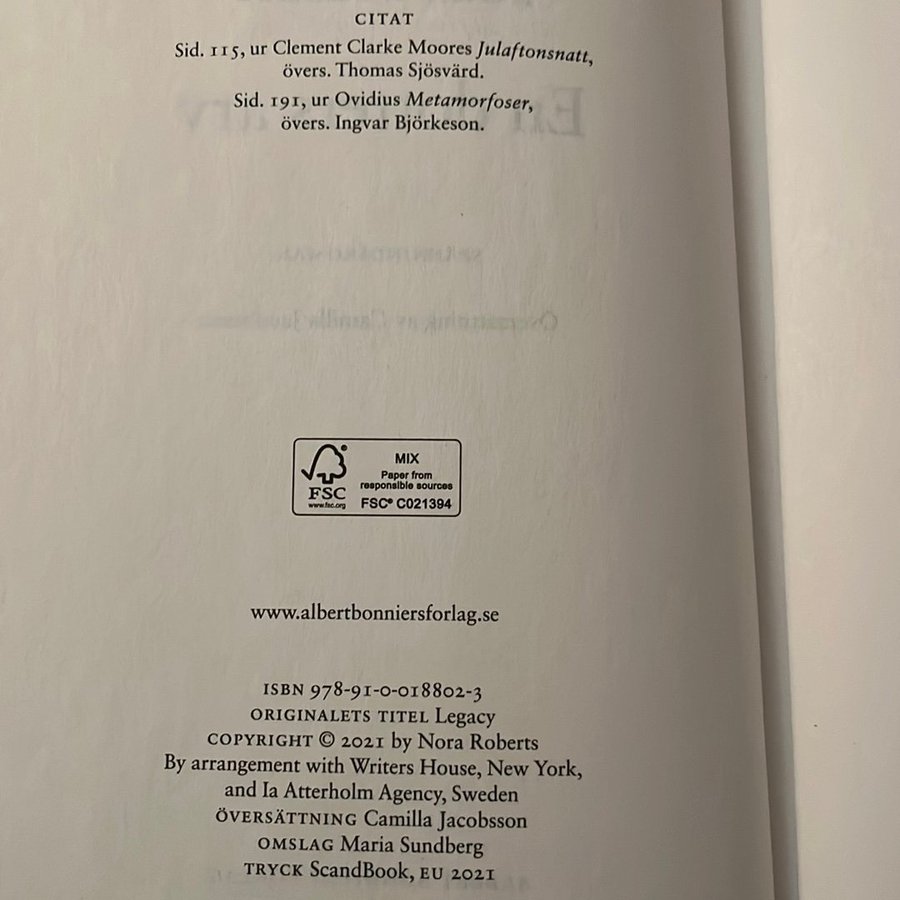 CITAT
Sid. 115, ur Clement Clarke Moores Julaftonsnatt,
övers. Thomas Sjösvärd.
Sid. 191, ur Ovidius Metamorfoser,
övers. Ingvar Björkeson.
MIX
Paper from
responsible sources
FSC® C021394
FSC
www.fsc.org
www.albertbonniersforlag.se
ISBN 978-91-0-018802-3
ORIGINALETS TITEL Legacy
COPYRIGHT © 2021 by Nora Roberts
By arrangement with Writers House, New York,
and Ia Atterholm Agency, Sweden
ÖVERSÄTTNING Camilla Jacobsson
OMSLAG Maria Sundberg
TRYCK ScandBook, EU 2021